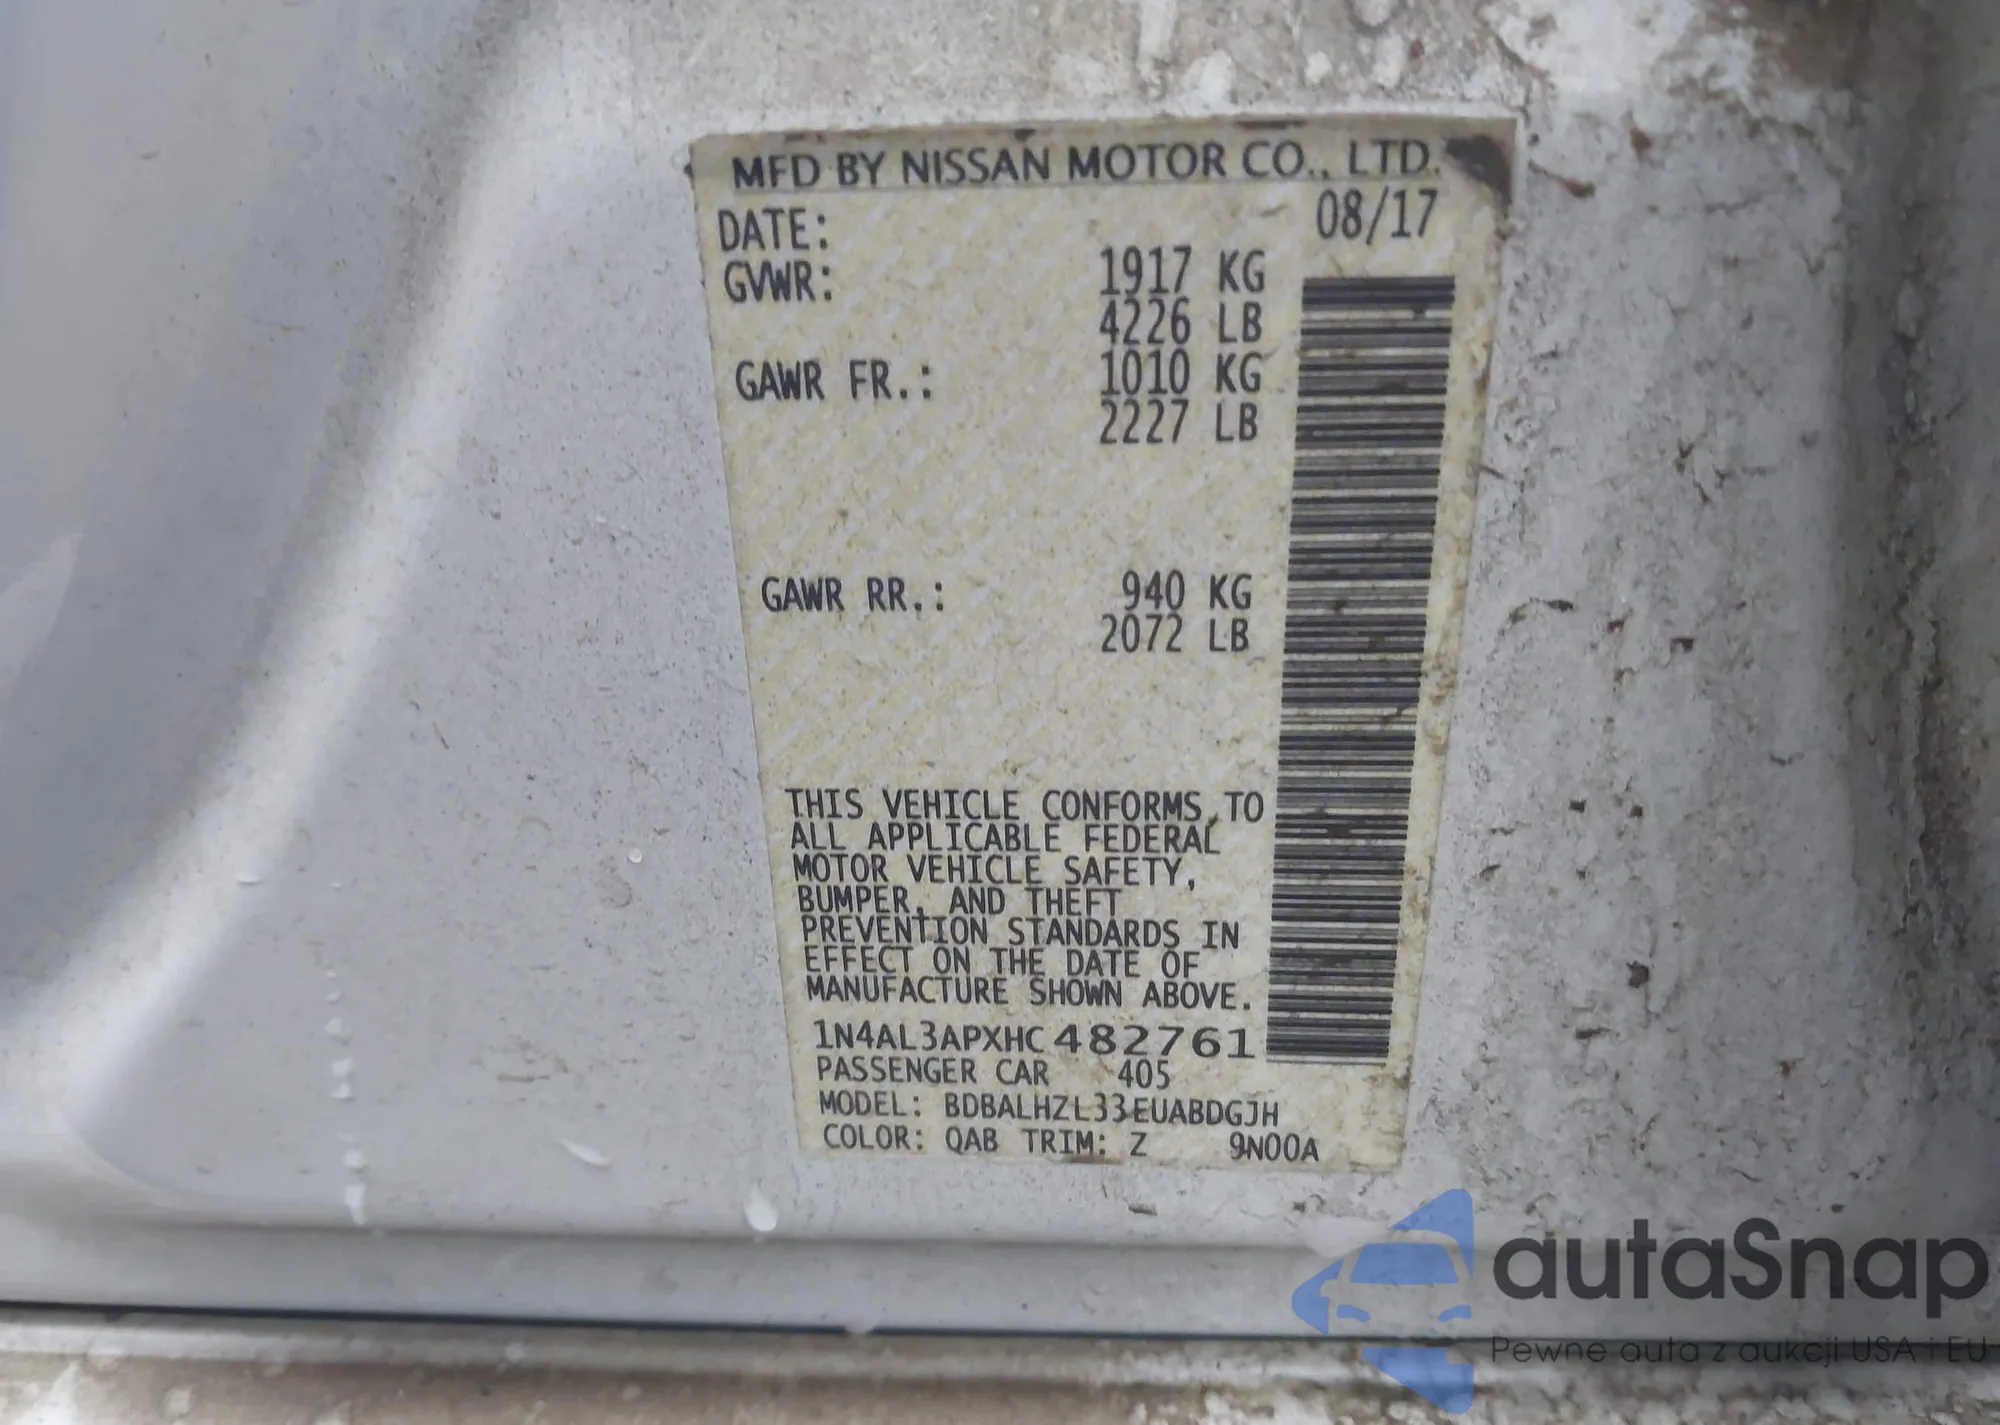 MFD BY NISSAN MOTOR CO., LTD.
DATE: 08/17
GVWR: 1917 KG
4226 LB
GAWR FR.: 1010 KG
2227 LB
GAWR RR.: 940 KG
2072 LB
THIS VEHICLE CONFORMS TO
ALL APPLICABLE FEDERAL
MOTOR VEHICLE SAFETY,
BUMPER, AND THEFT
PREVENTION STANDARDS IN
EFFECT ON THE DATE OF
MANUFACTURE SHOWN ABOVE.
1N4AL3APXHC482761
PASSENGER CAR 405
MODEL: BDBALHZL33EUABDGJH
COLOR: QAB TRIM: Z 9N00A
autaSnap
Pewne auta z aukcji USA i EU